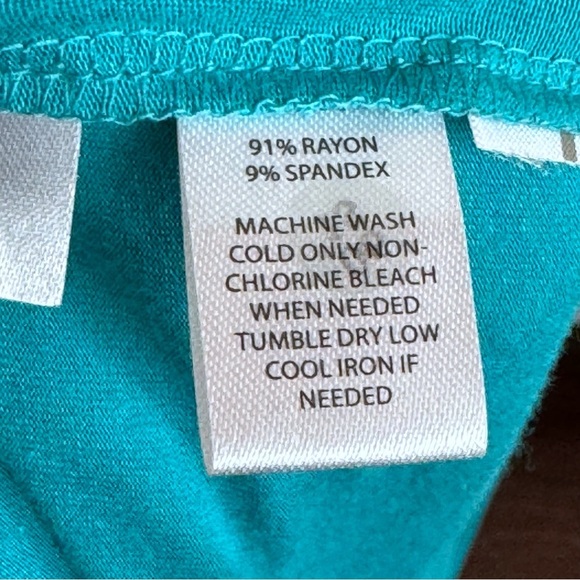 91% RAYON
9% SPANDEX
MACHINE WASH
COLD ONLY NON-
CHLORINE BLEACH
WHEN NEEDED
TUMBLE DRY LOW
COOL IRON IF
NEEDED